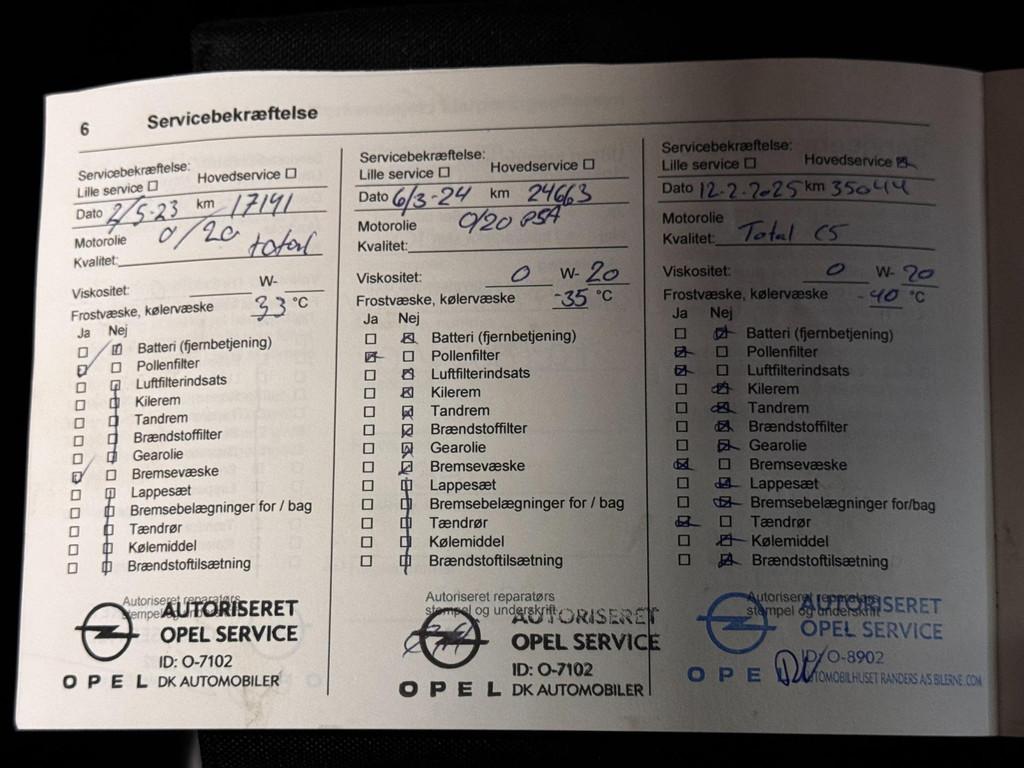 6 Servicebekræftelse
Servicebekræftelse:
Lille service ☐ Hovedservice ☐
Dato 2/5-23 km 17141
Motorolie 0/20 total
Kvalitet:
Viskositet: W-
Frostvæske, kølervæske 33 °C
Ja Nej
Batteri (fjernbetjening)
Pollenfilter
Luftfilterindsats
Kilerem
Tandrem
Brændstoffilter
Gearolie
Bremsevæske
Lappesæt
Bremsebelægninger for / bag
Tændrør
Kølemiddel
Brændstoftilsætning
Autoriseret reparatørs
stempel og
AUTORISERET
OPEL SERVICE
ID: O-7102
OPEL DK AUTOMOBILER
Servicebekræftelse:
Lille service ☐ Hovedservice ☐
Dato 6/3-24 km 24663
Motorolie 0/20 PSA
Kvalitet:
Viskositet: 0 W- 20
Frostvæske, kølervæske -35 °C
Ja Nej
Batteri (fjernbetjening)
Pollenfilter
Luftfilterindsats
Kilerem
Tandrem
Brændstoffilter
Gearolie
Bremsevæske
Lappesæt
Bremsebelægninger for / bag
Tændrør
Kølemiddel
Brændstoftilsætning
Autoriseret reparatørs
stempel og underskrift
AUTORISERET
OPEL SERVICE
ID: O-7102
OPEL DK AUTOMOBILER
Servicebekræftelse:
Lille service ☐ Hovedservice ☒
Dato 12-2-2025 km 35044
Motorolie
Kvalitet: Total C5
Viskositet: 0 W- 20
Frostvæske, kølervæske -40 °C
Ja Nej
Batteri (fjernbetjening)
Pollenfilter
Luftfilterindsats
Kilerem
Tandrem
Brændstoffilter
Gearolie
Bremsevæske
Lappesæt
Bremsebelægninger for/bag
Tændrør
Kølemiddel
Brændstoftilsætning
Autoriseret reparatørs
stempel og underskrift
AUTORISERET
OPEL SERVICE
ID/O-8902
OPEL AUTOMOBILHUSET RANDERS A/S BILERNE.COM